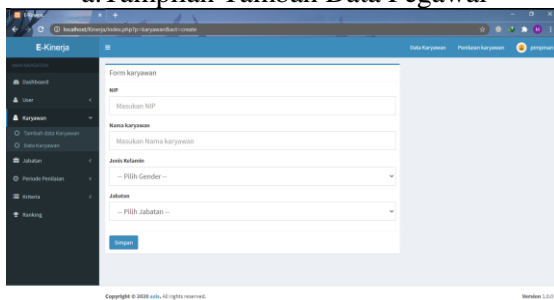 a.Tampilan Tambah Data Pegawai
E-Kinerja
localhost/Kinerja/index.php?p=karyawan&act=create
E-Kinerja
Data Karyawan
Penilaian karyawan
pimpinan
MAIN NAVIGATION
Dashboard
User
Karyawan
Tambah data Karyawan
Data Karyawan
Jabatan
Periode Penilaian
Kriteria
Ranking
Form karyawan
NIP
Masukan NIP
Nama karyawan
Masukan Nama karyawan
Jenis Kelamin
-- Pilih Gender --
Jabatan
-- Pilih Jabatan --
Simpan
Copyright © 2020 azis. All rights reserved.
Version 1.0.0